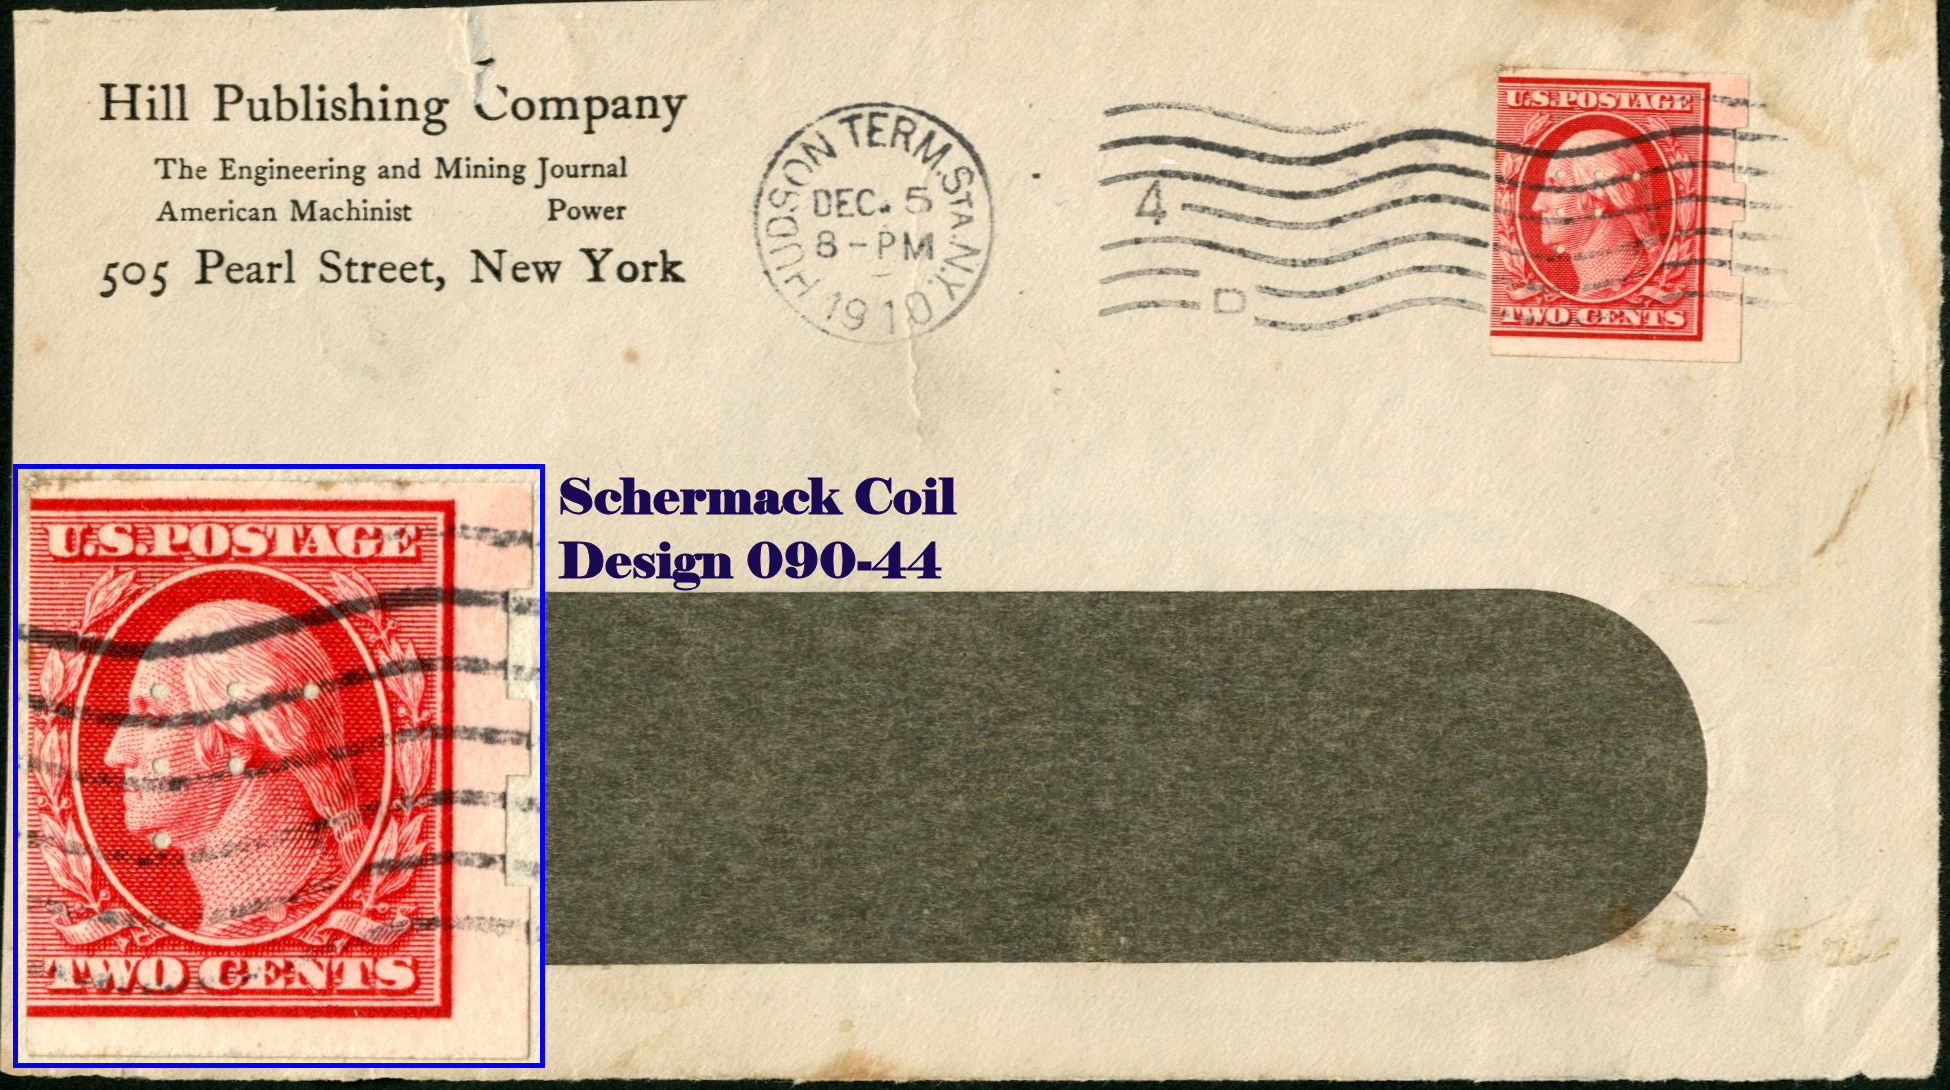 Hill Publishing Company
The Engineering and Mining Journal
American Machinist Power
505 Pearl Street, New York
HUDSON TERM. STA. N.Y.
DEC. 5
8-PM
1910
4
D
U.S. POSTAGE
TWO CENTS
Schermack Coil
Design 090-44
U.S. POSTAGE
TWO CENTS